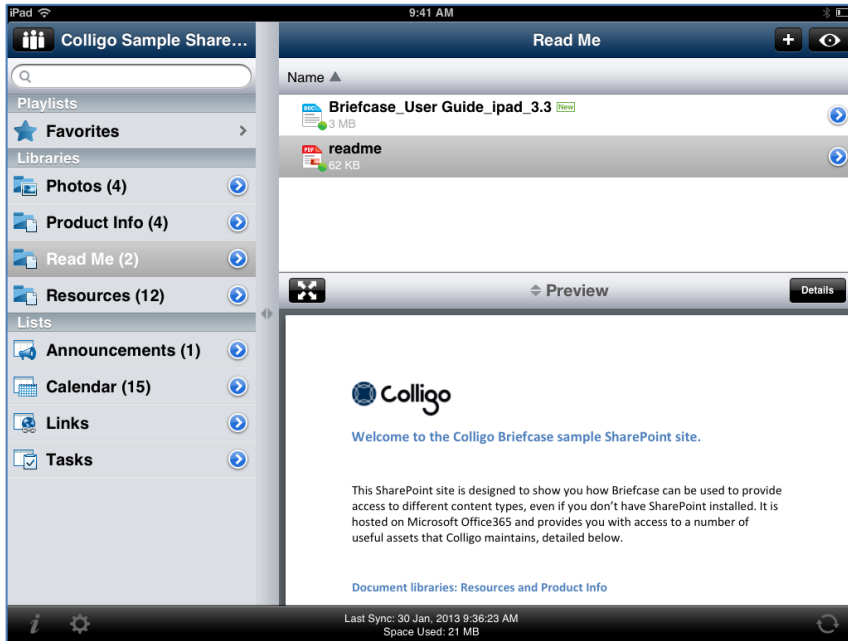 iPad
9:41 AM
Colligo Sample Share...
Read Me
Name
Playlists
Favorites
Libraries
Photos (4)
Product Info (4)
Read Me (2)
Resources (12)
Lists
Announcements (1)
Calendar (15)
Links
Tasks
DOC
Briefcase_User Guide_ipad_3.3 New
3 MB
PDF
readme
62 KB
Preview
Details
Colligo
Welcome to the Colligo Briefcase sample SharePoint site.
This SharePoint site is designed to show you how Briefcase can be used to provide
access to different content types, even if you don't have SharePoint installed. It is
hosted on Microsoft Office365 and provides you with access to a number of
useful assets that Colligo maintains, detailed below.
Document libraries: Resources and Product Info
Last Sync: 30 Jan, 2013 9:36:23 AM
Space Used: 21 MB